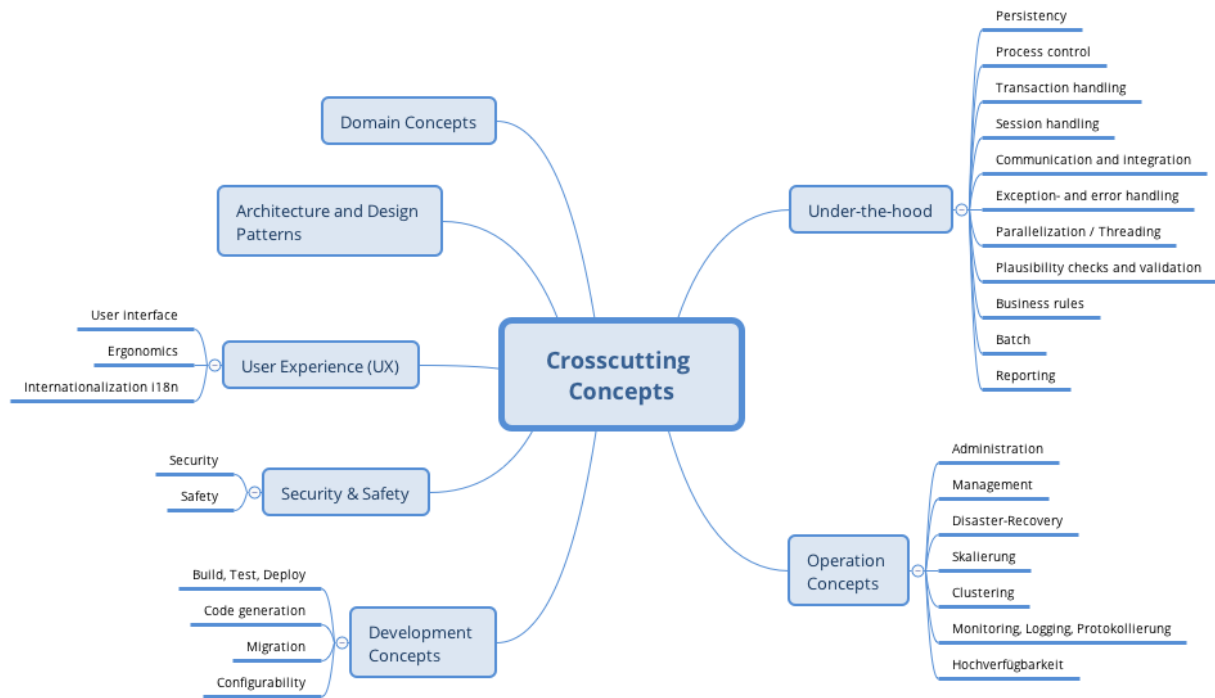 Crosscutting
Concepts
Domain Concepts
Architecture and Design
Patterns
User Experience (UX)
User interface
Ergonomics
Internationalization i18n
Security & Safety
Security
Safety
Development
Concepts
Build, Test, Deploy
Code generation
Migration
Configurability
Under-the-hood
Persistency
Process control
Transaction handling
Session handling
Communication and integration
Exception- and error handling
Parallelization / Threading
Plausibility checks and validation
Business rules
Batch
Reporting
Operation
Concepts
Administration
Management
Disaster-Recovery
Skalierung
Clustering
Monitoring, Logging, Protokollierung
Hochverfügbarkeit